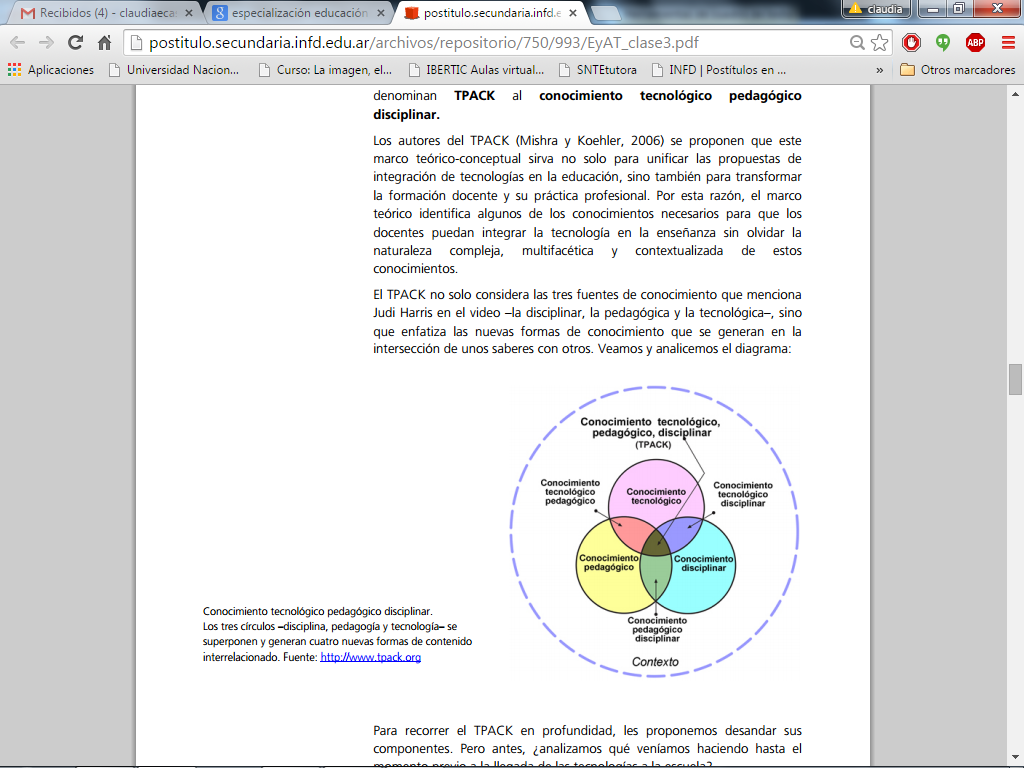 Recibidos (4) - claudiaeca
especialización educación
postitulo.secundaria.infd.e
claudia
postitulo.secundaria.infd.edu.ar/archivos/repositorio/750/993/EyAT_clase3.pdf
ABP
Aplicaciones
Universidad Nacion...
Curso: La imagen, el...
IBERTIC Aulas virtual...
SNTEtutora
INFD | Postítulos en ...
»
Otros marcadores
denominan TPACK al conocimiento tecnológico pedagógico
disciplinar.
Los autores del TPACK (Mishra y Koehler, 2006) se proponen que este
marco teórico-conceptual sirva no solo para unificar las propuestas de
integración de tecnologías en la educación, sino también para transformar
la formación docente y su práctica profesional. Por esta razón, el marco
teórico identifica algunos de los conocimientos necesarios para que los
docentes puedan integrar la tecnología en la enseñanza sin olvidar la
naturaleza compleja, multifacética y contextualizada de estos
conocimientos.
El TPACK no solo considera las tres fuentes de conocimiento que menciona
Judi Harris en el video –la disciplinar, la pedagógica y la tecnológica–, sino
que enfatiza las nuevas formas de conocimiento que se generan en la
intersección de unos saberes con otros. Veamos y analicemos el diagrama:
Conocimiento tecnológico,
pedagógico, disciplinar
(TPACK)
Conocimiento
tecnológico
pedagógico
Conocimiento
tecnológico
Conocimiento
tecnológico
disciplinar
Conocimiento
pedagógico
Conocimiento
disciplinar
Conocimiento
pedagógico
disciplinar
Contexto
Conocimiento tecnológico pedagógico disciplinar.
Los tres círculos –disciplina, pedagogía y tecnología– se
superponen y generan cuatro nuevas formas de contenido
interrelacionado. Fuente: http://www.tpack.org
Para recorrer el TPACK en profundidad, les proponemos desandar sus
componentes. Pero antes, ¿analizamos qué veníamos haciendo hasta el
momento previo a la llegada de las tecnologías a la escuela?